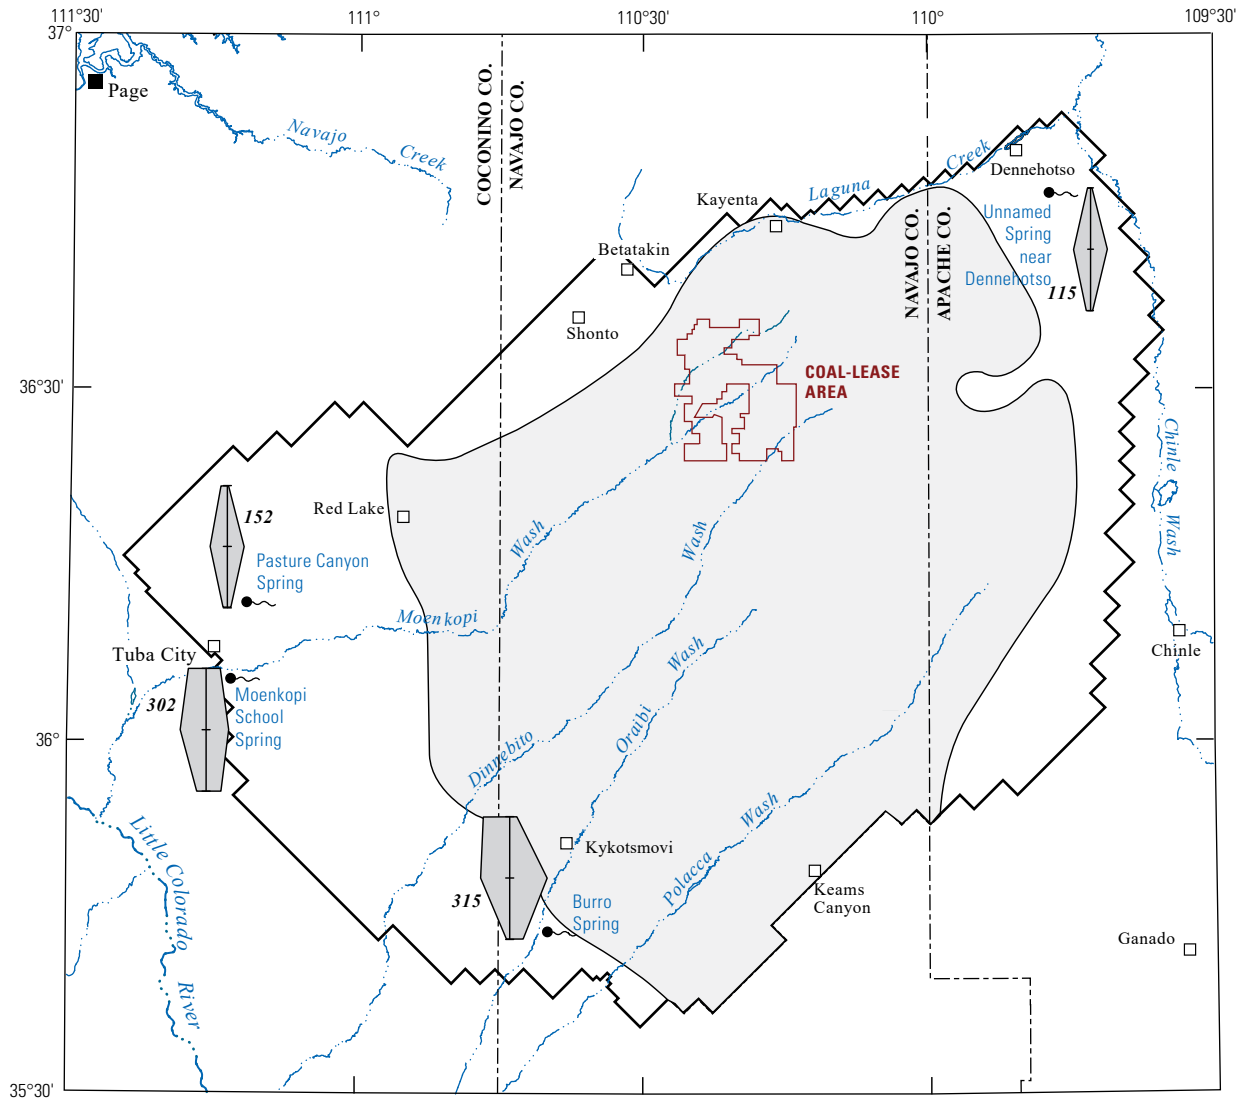 111°30'
111°
110°30'
110°
109°30'
37°
Page
Navajo
Creek
COCONINO CO.
NAVAJO CO.
Creek
Dennehotso
Laguna
Kayenta
Unnamed
Spring
near
Dennehotso
NAVAJO CO.
APACHE CO.
Betatakin
115
Shonto
COAL-LEASE
AREA
36°30'
Chinle
Wash
152
Red Lake
Wash
Wash
Pasture Canyon
Spring
Moenkopi
Tuba City
Wash
Chinle
302
Moenkopi
School
Spring
Oraibi
36°
Dinnebito
Wash
Little Colorado
River
Kykotsmovi
Polacca
Keams
Canyon
315
Burro
Spring
Ganado
35°30'